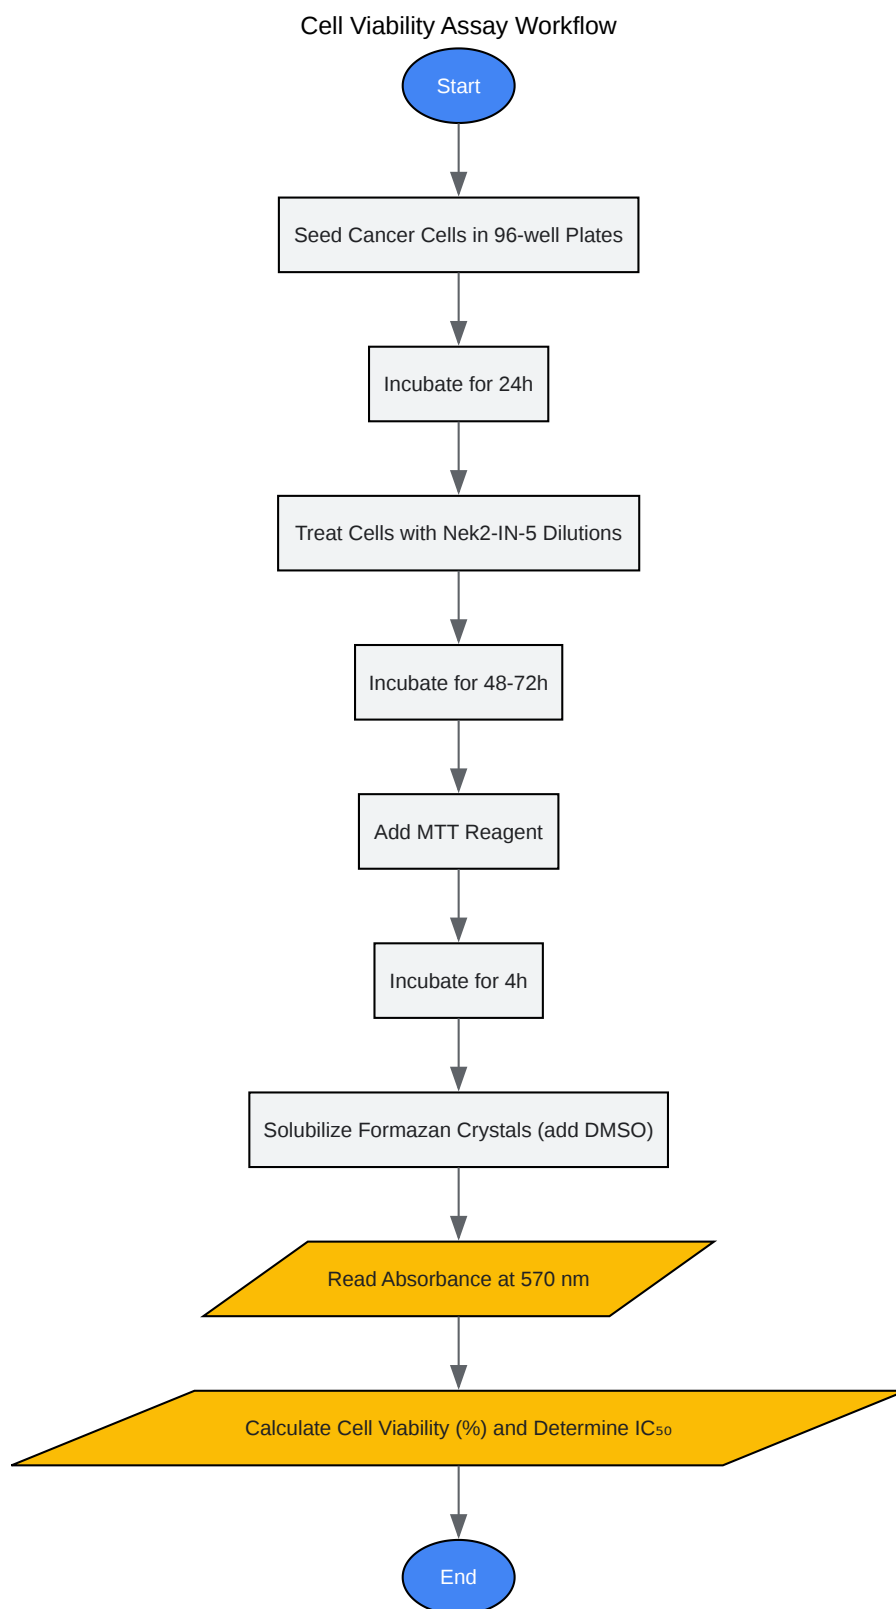 Cell Viability Assay Workflow
Start
Seed Cancer Cells in 96-well Plates
Incubate for 24h
Treat Cells with Nek2-IN-5 Dilutions
Incubate for 48-72h
Add MTT Reagent
Incubate for 4h
Solubilize Formazan Crystals (add DMSO)
Read Absorbance at 570 nm
Calculate Cell Viability (%) and Determine IC₅₀
End